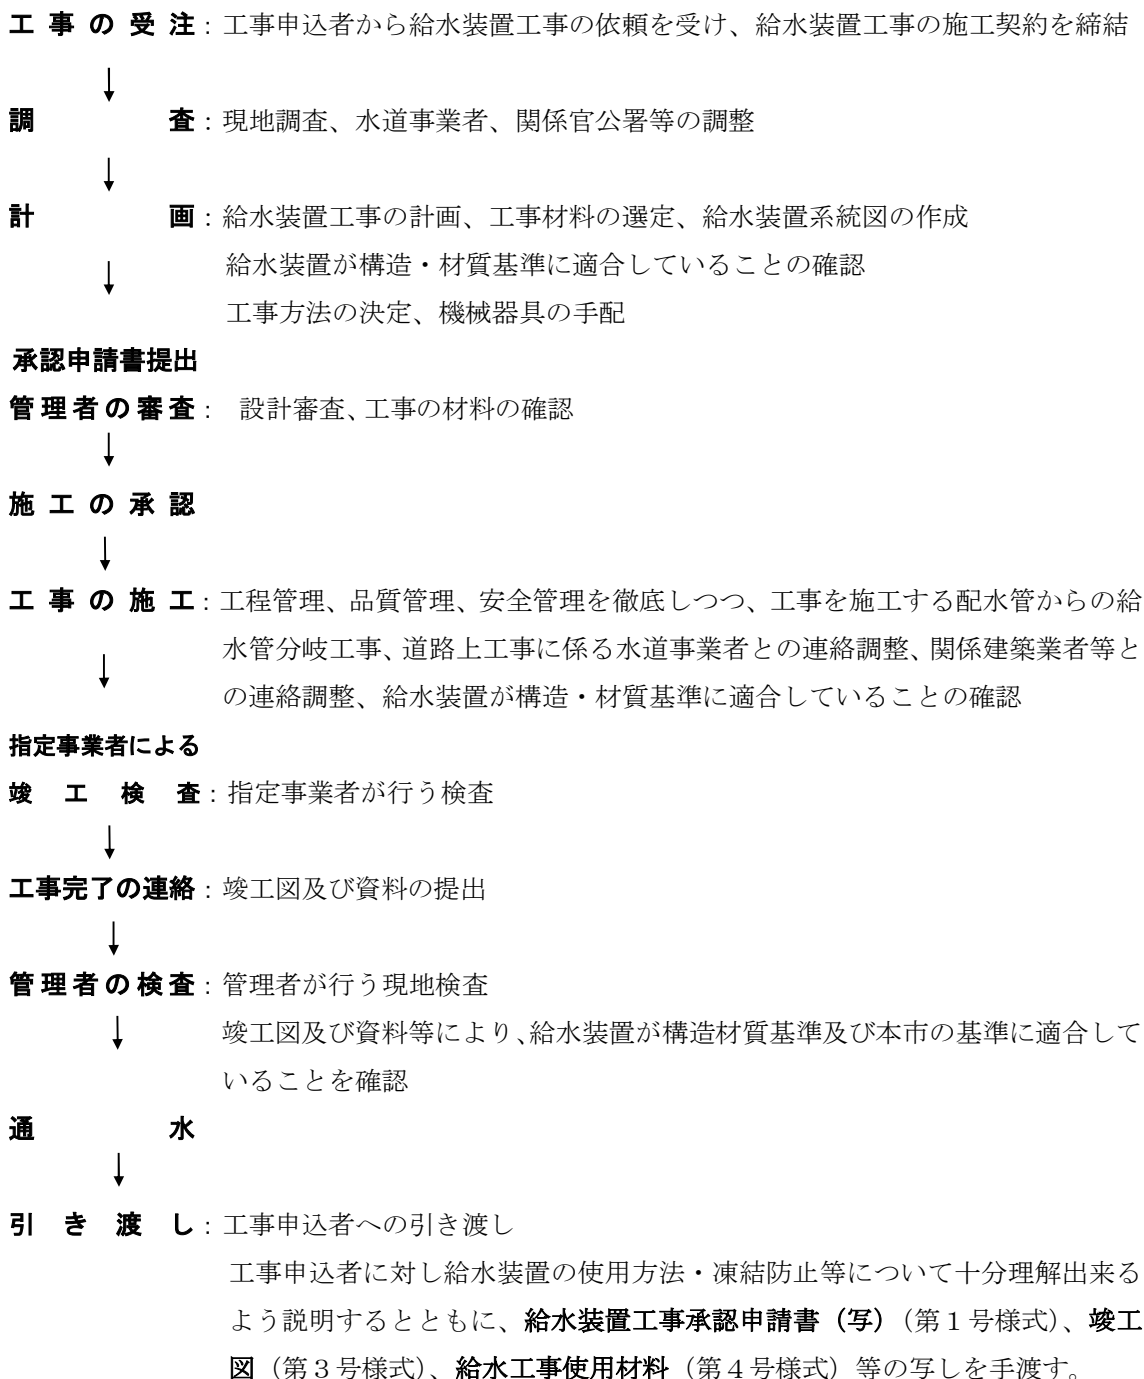 工事の受注：工事申込者から給水装置工事の依頼を受け、給水装置工事の施工契約を締結
↓
調査：現地調査、水道事業者、関係官公署等の調整
↓
計画：給水装置工事の計画、工事材料の選定、給水装置系統図の作成
給水装置が構造・材質基準に適合していることの確認
↓
工事方法の決定、機械器具の手配
承認申請書提出
管理者の審査： 設計審査、工事の材料の確認
↓
施工の承認
↓
工事の施工：工程管理、品質管理、安全管理を徹底しつつ、工事を施工する配水管からの給
水管分岐工事、道路上工事に係る水道事業者との連絡調整、関係建築業者等と
↓
の連絡調整、給水装置が構造・材質基準に適合していることの確認
指定事業者による
竣工検査：指定事業者が行う検査
↓
工事完了の連絡：竣工図及び資料の提出
↓
管理者の検査：管理者が行う現地検査
↓
竣工図及び資料等により、給水装置が構造材質基準及び本市の基準に適合して
いることを確認
通水
↓
引き渡し：工事申込者への引き渡し
工事申込者に対し給水装置の使用方法・凍結防止等について十分理解出来る
よう説明するとともに、給水装置工事承認申請書（写）（第１号様式）、竣工
図（第３号様式）、給水工事使用材料（第４号様式）等の写しを手渡す。